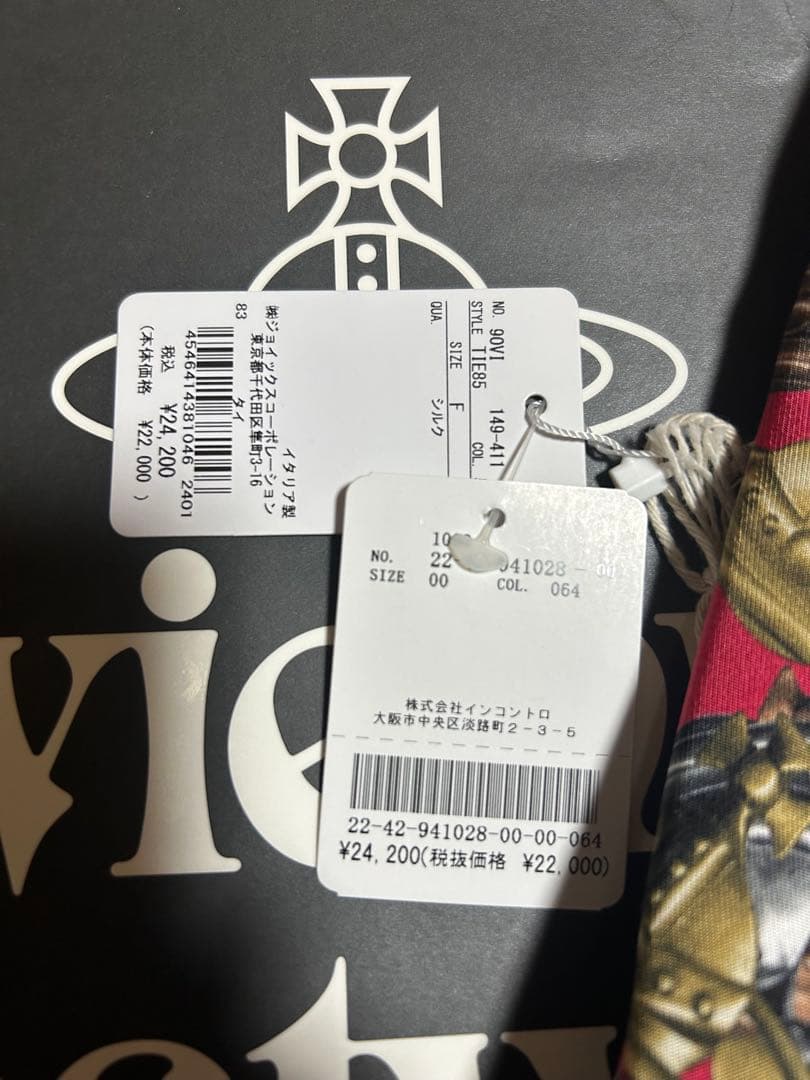 NO. 90VI 149-411
STYLE TIE85 COL.
SIZE F
QUA. シルク
イタリア製
㈱ジョイックスコーポレーション
東京都千代田区隼町3-16
タイ
83
4546414381046 2401
税込 ¥24,200
(本体価格 ¥22,000 )
10
NO. 22 941028 - 00
SIZE 00 COL. 064
株式会社インコントロ
大阪市中央区淡路町2-3-5
22-42-941028-00-00-064
¥24,200(税抜価格 ¥22,000)